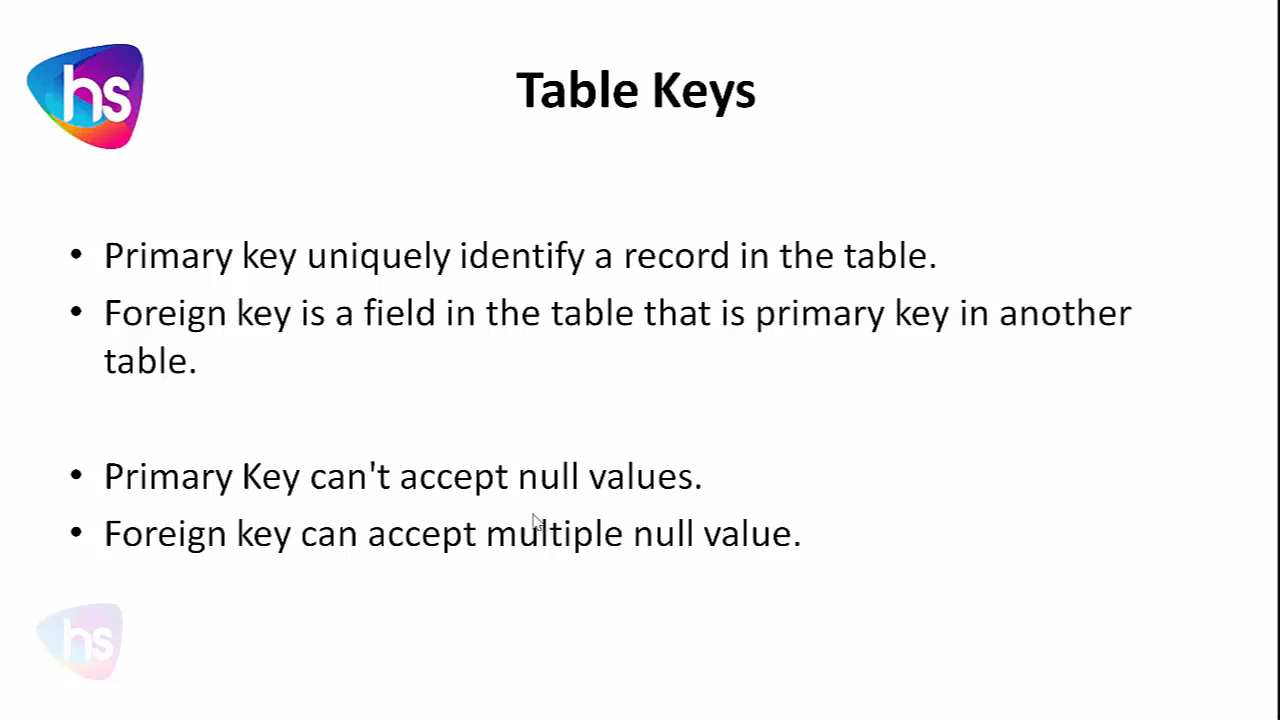 hs
Table Keys
• Primary key uniquely identify a record in the table.
• Foreign key is a field in the table that is primary key in another
table.
• Primary Key can't accept null values.
• Foreign key can accept multiple null value.
hs